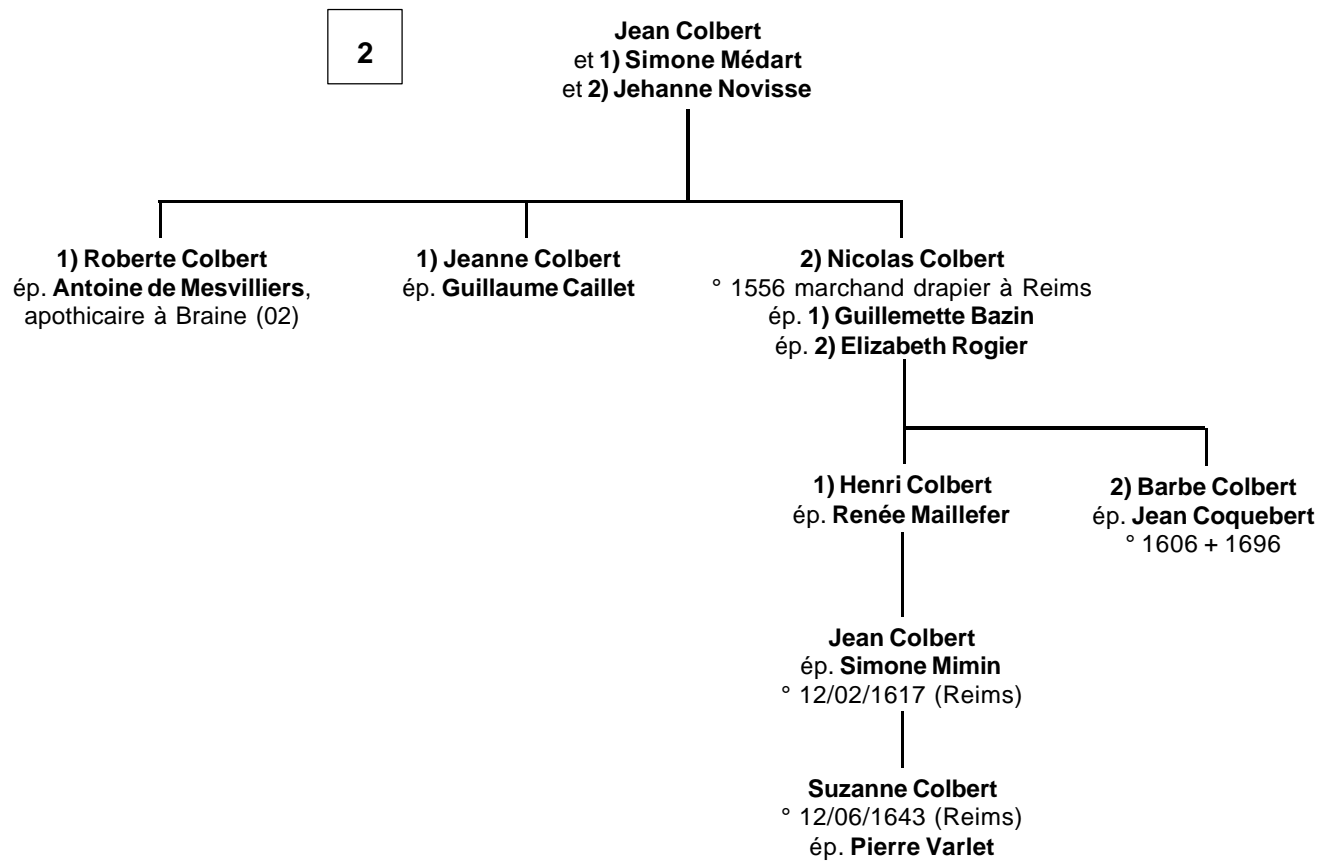 2
Jean Colbert
et 1) Simone Médart
et 2) Jehanne Novisse
1) Roberte Colbert
ép. Antoine de Mesvilliers,
apothicaire à Braine (02)
1) Jeanne Colbert
ép. Guillaume Caillet
2) Nicolas Colbert
° 1556 marchand drapier à Reims
ép. 1) Guillemette Bazin
ép. 2) Elizabeth Rogier
1) Henri Colbert
ép. Renée Maillefer
2) Barbe Colbert
ép. Jean Coquebert
° 1606 + 1696
Jean Colbert
ép. Simone Mimin
° 12/02/1617 (Reims)
Suzanne Colbert
° 12/06/1643 (Reims)
ép. Pierre Varlet